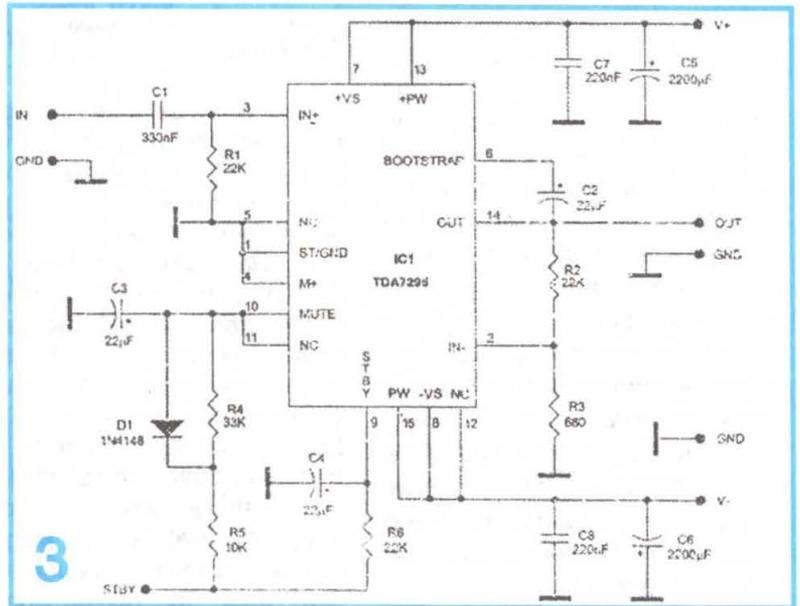 V+
7
13
C7
220nF
C5
2200µF
C1
3
+VS
+PW
IN
IN+
330nF
BOOTSTRAP
6
GND
R1
22K
C2
22µF
5
NC
OUT
14
OUT
1
ST/GND
IC1
GND
TDA7296
R2
22K
4
M+
C3
10
MUTE
22µF
11
NC
IN-
2
STBY
PW
-VS
NC
R3
680
D1
1N4148
R4
33K
9
15
8
12
GND
C4
22µF
V-
R5
10K
R6
22K
C8
220nF
C6
2200µF
3
STBY